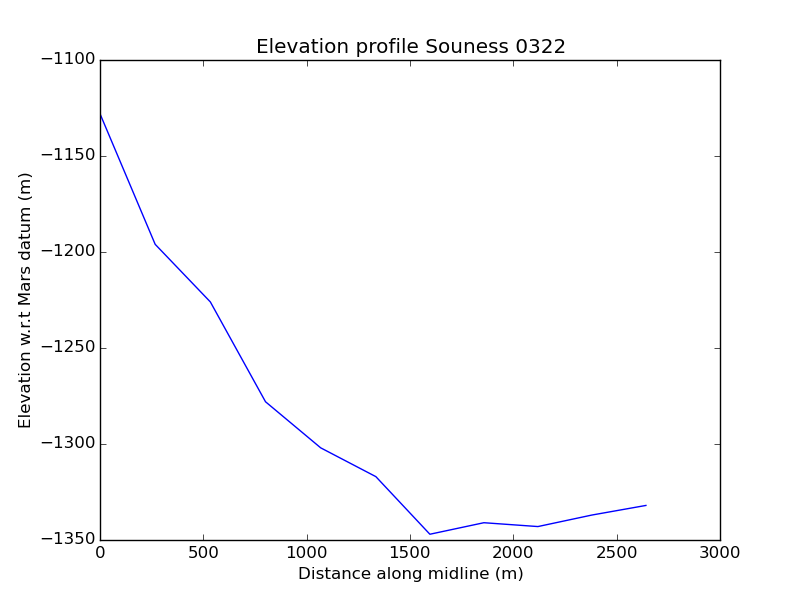 Elevation profile Souness 0322
−1100
−1150
−1200
−1250
−1300
−1350
Elevation w.r.t Mars datum (m)
0 500 1000 1500 2000 2500 3000
Distance along midline (m)